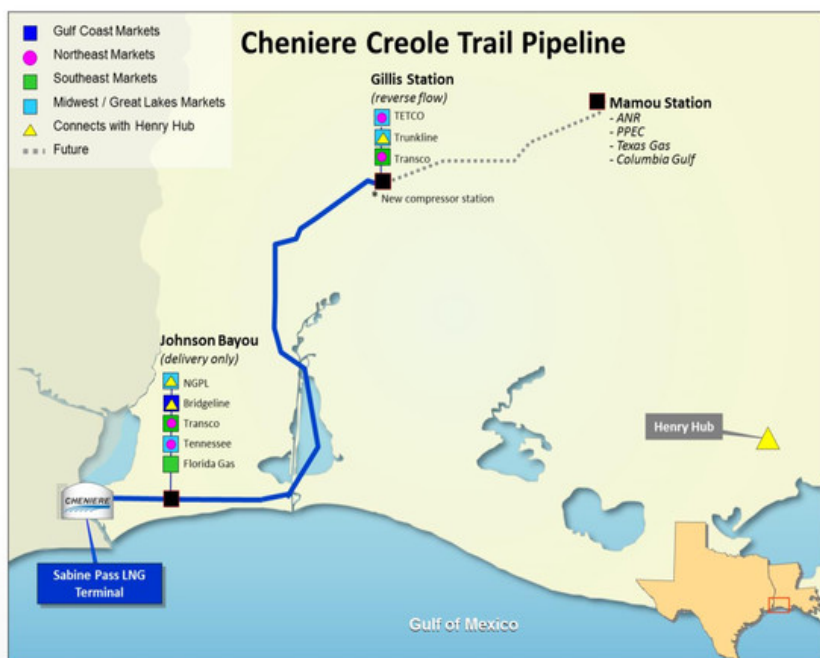 Cheniere Creole Trail Pipeline
Gulf Coast Markets
Northeast Markets
Southeast Markets
Midwest / Great Lakes Markets
Connects with Henry Hub
Future
Gillis Station
(reverse flow)
TETCO
Trunkline
Transco
* New compressor station
Mamou Station
- ANR
- PPEC
- Texas Gas
- Columbia Gulf
Johnson Bayou
(delivery only)
NGPL
Bridgeline
Transco
Tennessee
Florida Gas
Henry Hub
CHENIERE
Sabine Pass LNG
Terminal
Gulf of Mexico